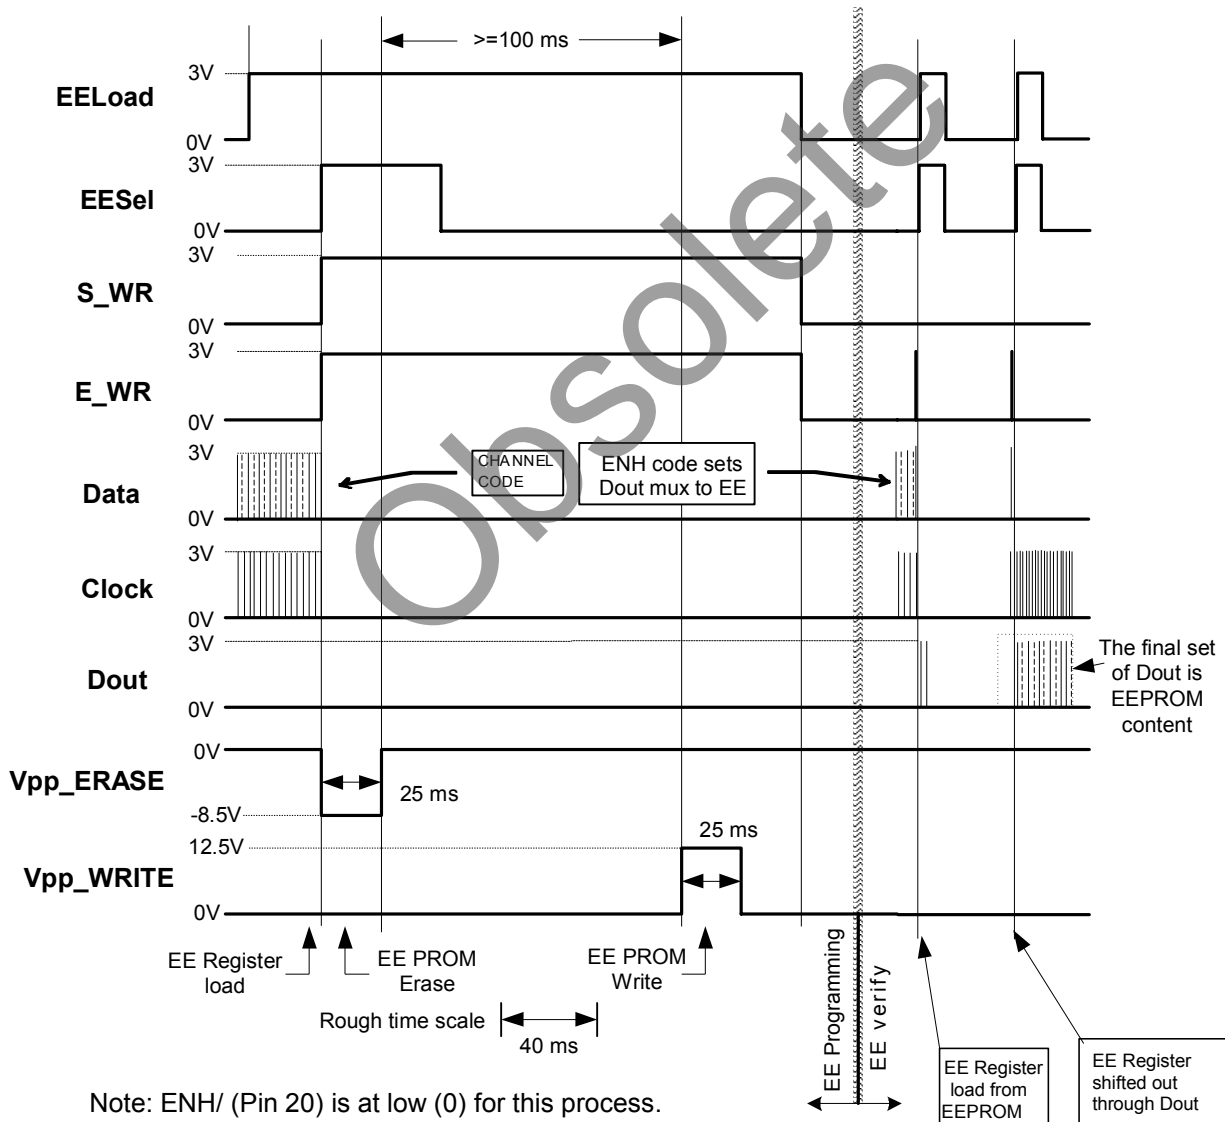 >=100 ms
3V
EELoad
0V
3V
EESel
0V
3V
S_WR
0V
3V
E_WR
0V
3V
CHANNEL
CODE
ENH code sets
Dout mux to EE
Data
0V
3V
Clock
0V
3V
Dout
0V
The final set
of Dout is
EEPROM
content
0V
Vpp_ERASE
25 ms
-8.5V
12.5V
25 ms
Vpp_WRITE
0V
EE Register
load
EE PROM
Erase
EE PROM
Write
Rough time scale
40 ms
EE Programming
EE verify
EE Register
load from
EEPROM
EE Register
shifted out
through Dout
Note: ENH/ (Pin 20) is at low (0) for this process.
Obsolete